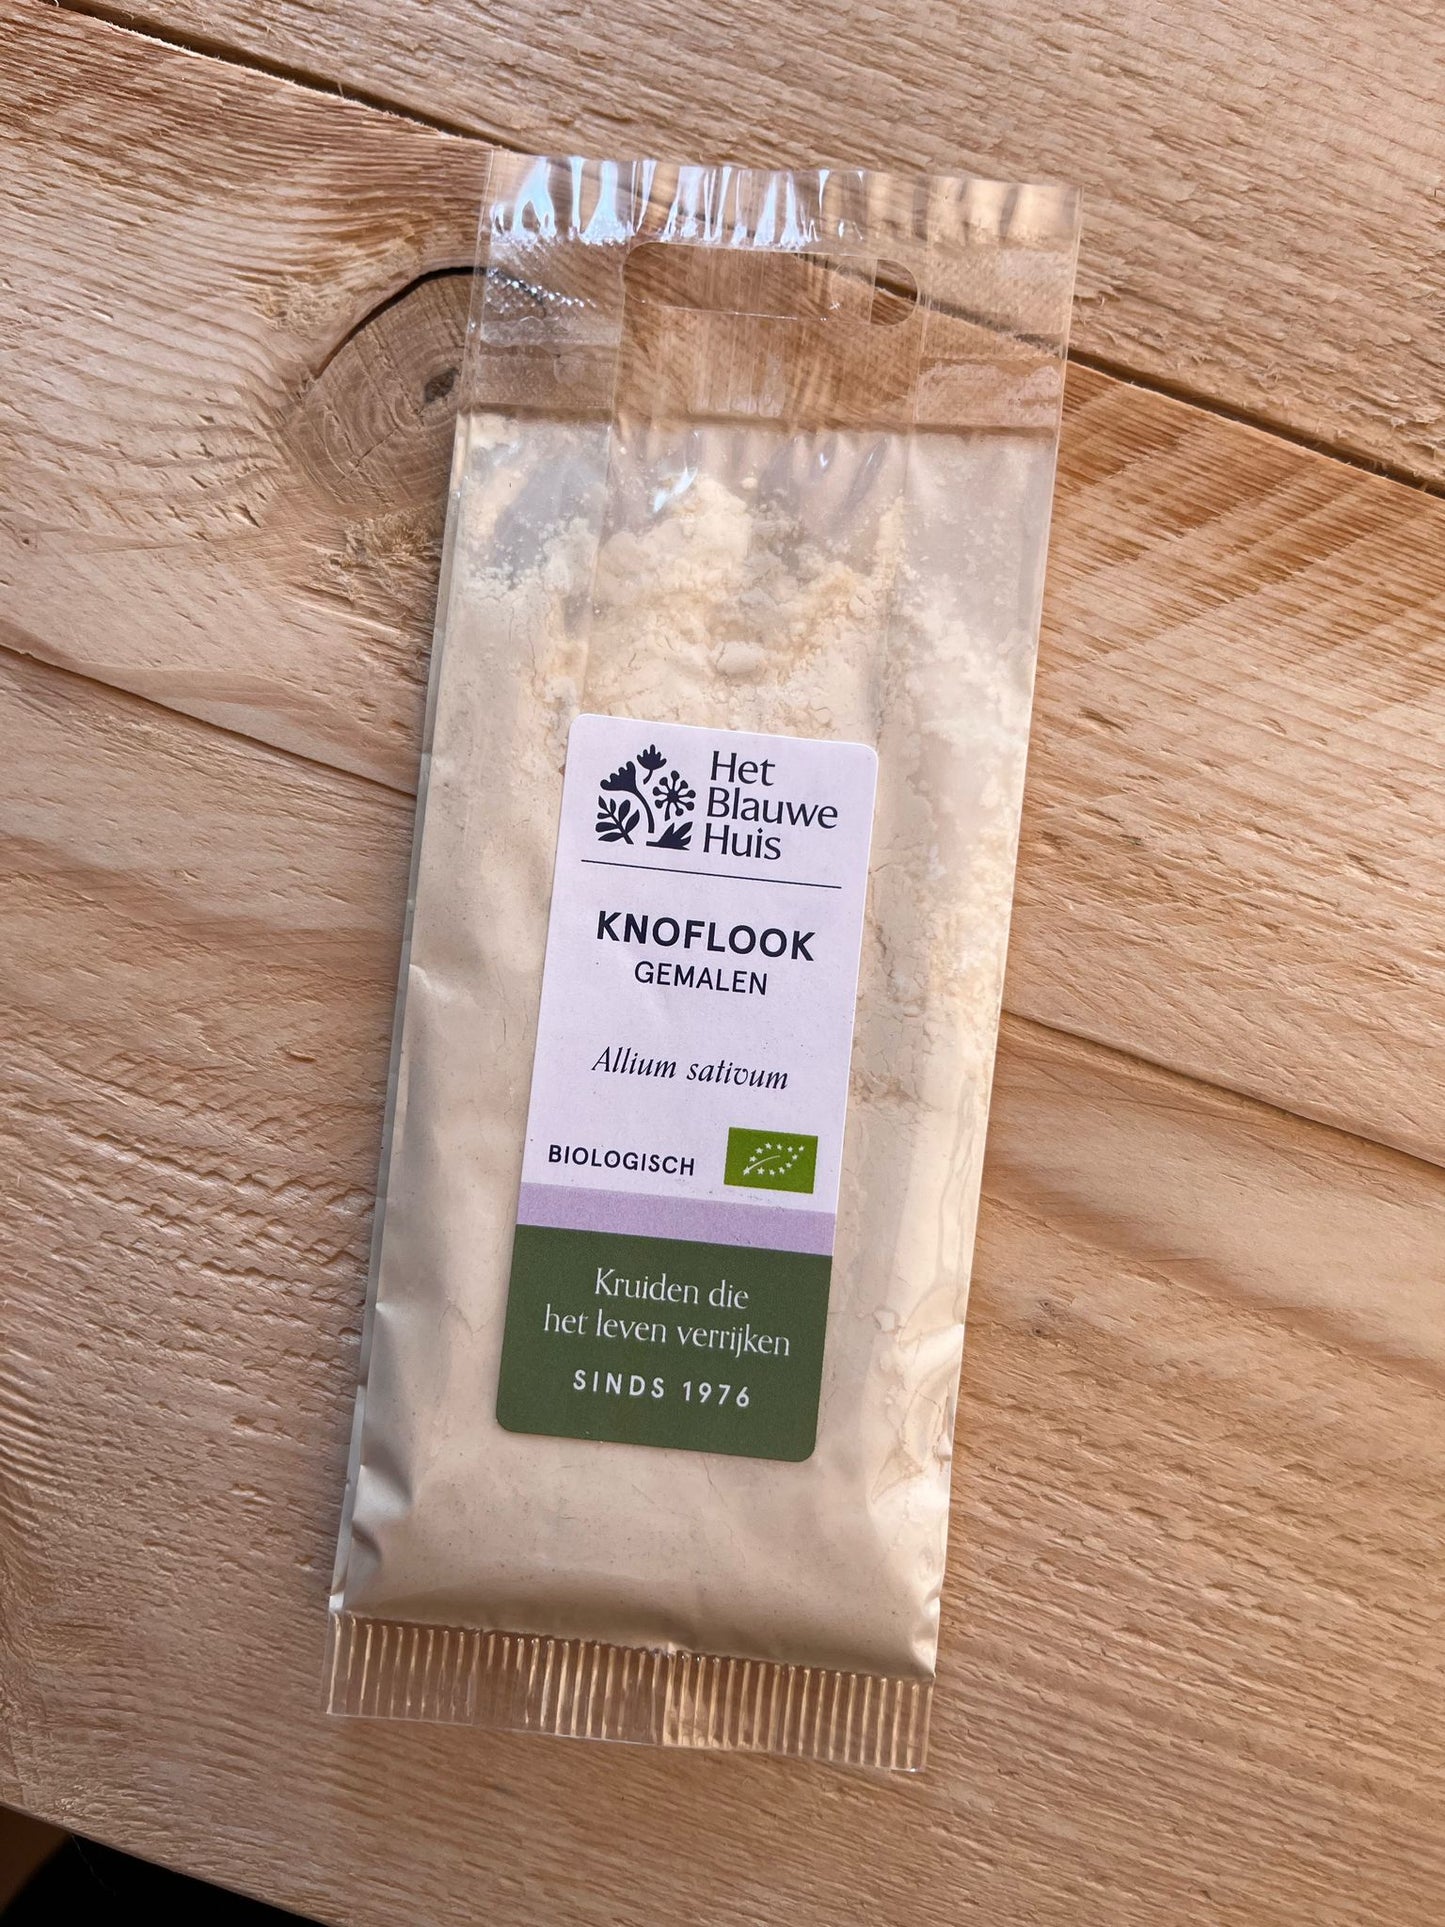 Het
Blauwe
Huis
KNOFLOOK
GEMALEN
Allium sativum
BIOLOGISCH
Kruiden die
het leven verrijken
SINDS 1976